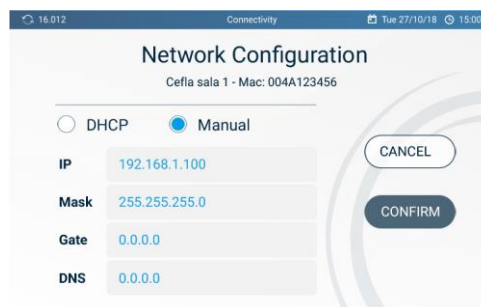 16.012 Connectivity Tue 27/10/18 15:00
Network Configuration
Cefla sala 1 - Mac: 004A123456
DHCP Manual
IP 192.168.1.100
Mask 255.255.255.0
Gate 0.0.0.0
DNS 0.0.0.0
CANCEL
CONFIRM